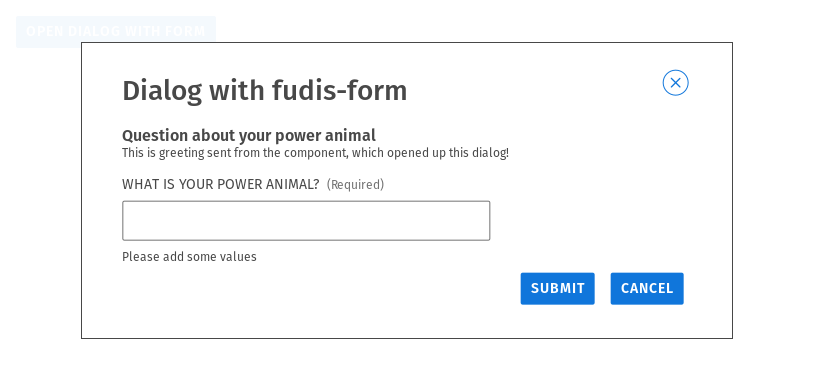 OPEN DIALOG WITH FORM
Dialog with fudis-form
Question about your power animal
This is greeting sent from the component, which opened up this dialog!
WHAT IS YOUR POWER ANIMAL? (Required)
Please add some values
SUBMIT CANCEL